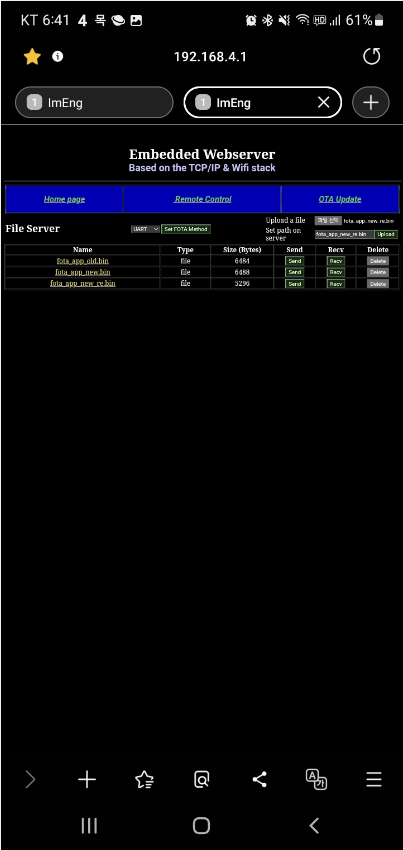 KT 6:41 4 톡 61%
192.168.4.1
1 ImEng
1 ImEng
Embedded Webserver
Based on the TCP/IP & Wifi stack
Home page Remote Control OTA Update
File Server
UART Set FOTA Method
Upload a file 파일 선택 fota_app_new_re.bin
Set path on server fota_app_new_re.bin Upload
Name Type Size (Bytes) Send Recv Delete
fota_app_old.bin file 6484 Send Recv Delete
fota_app_new.bin file 6488 Send Recv Delete
fota_app_new_re.bin file 5296 Send Recv Delete